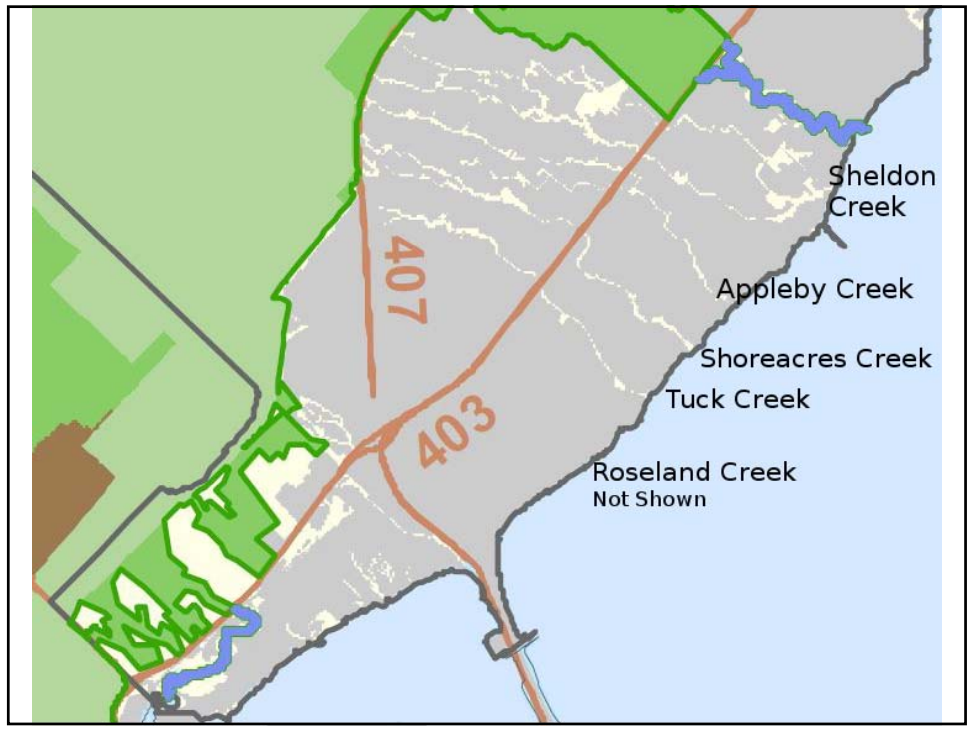 Sheldon
Creek
407
Appleby Creek
Shoreacres Creek
Tuck Creek
403
Roseland Creek
Not Shown